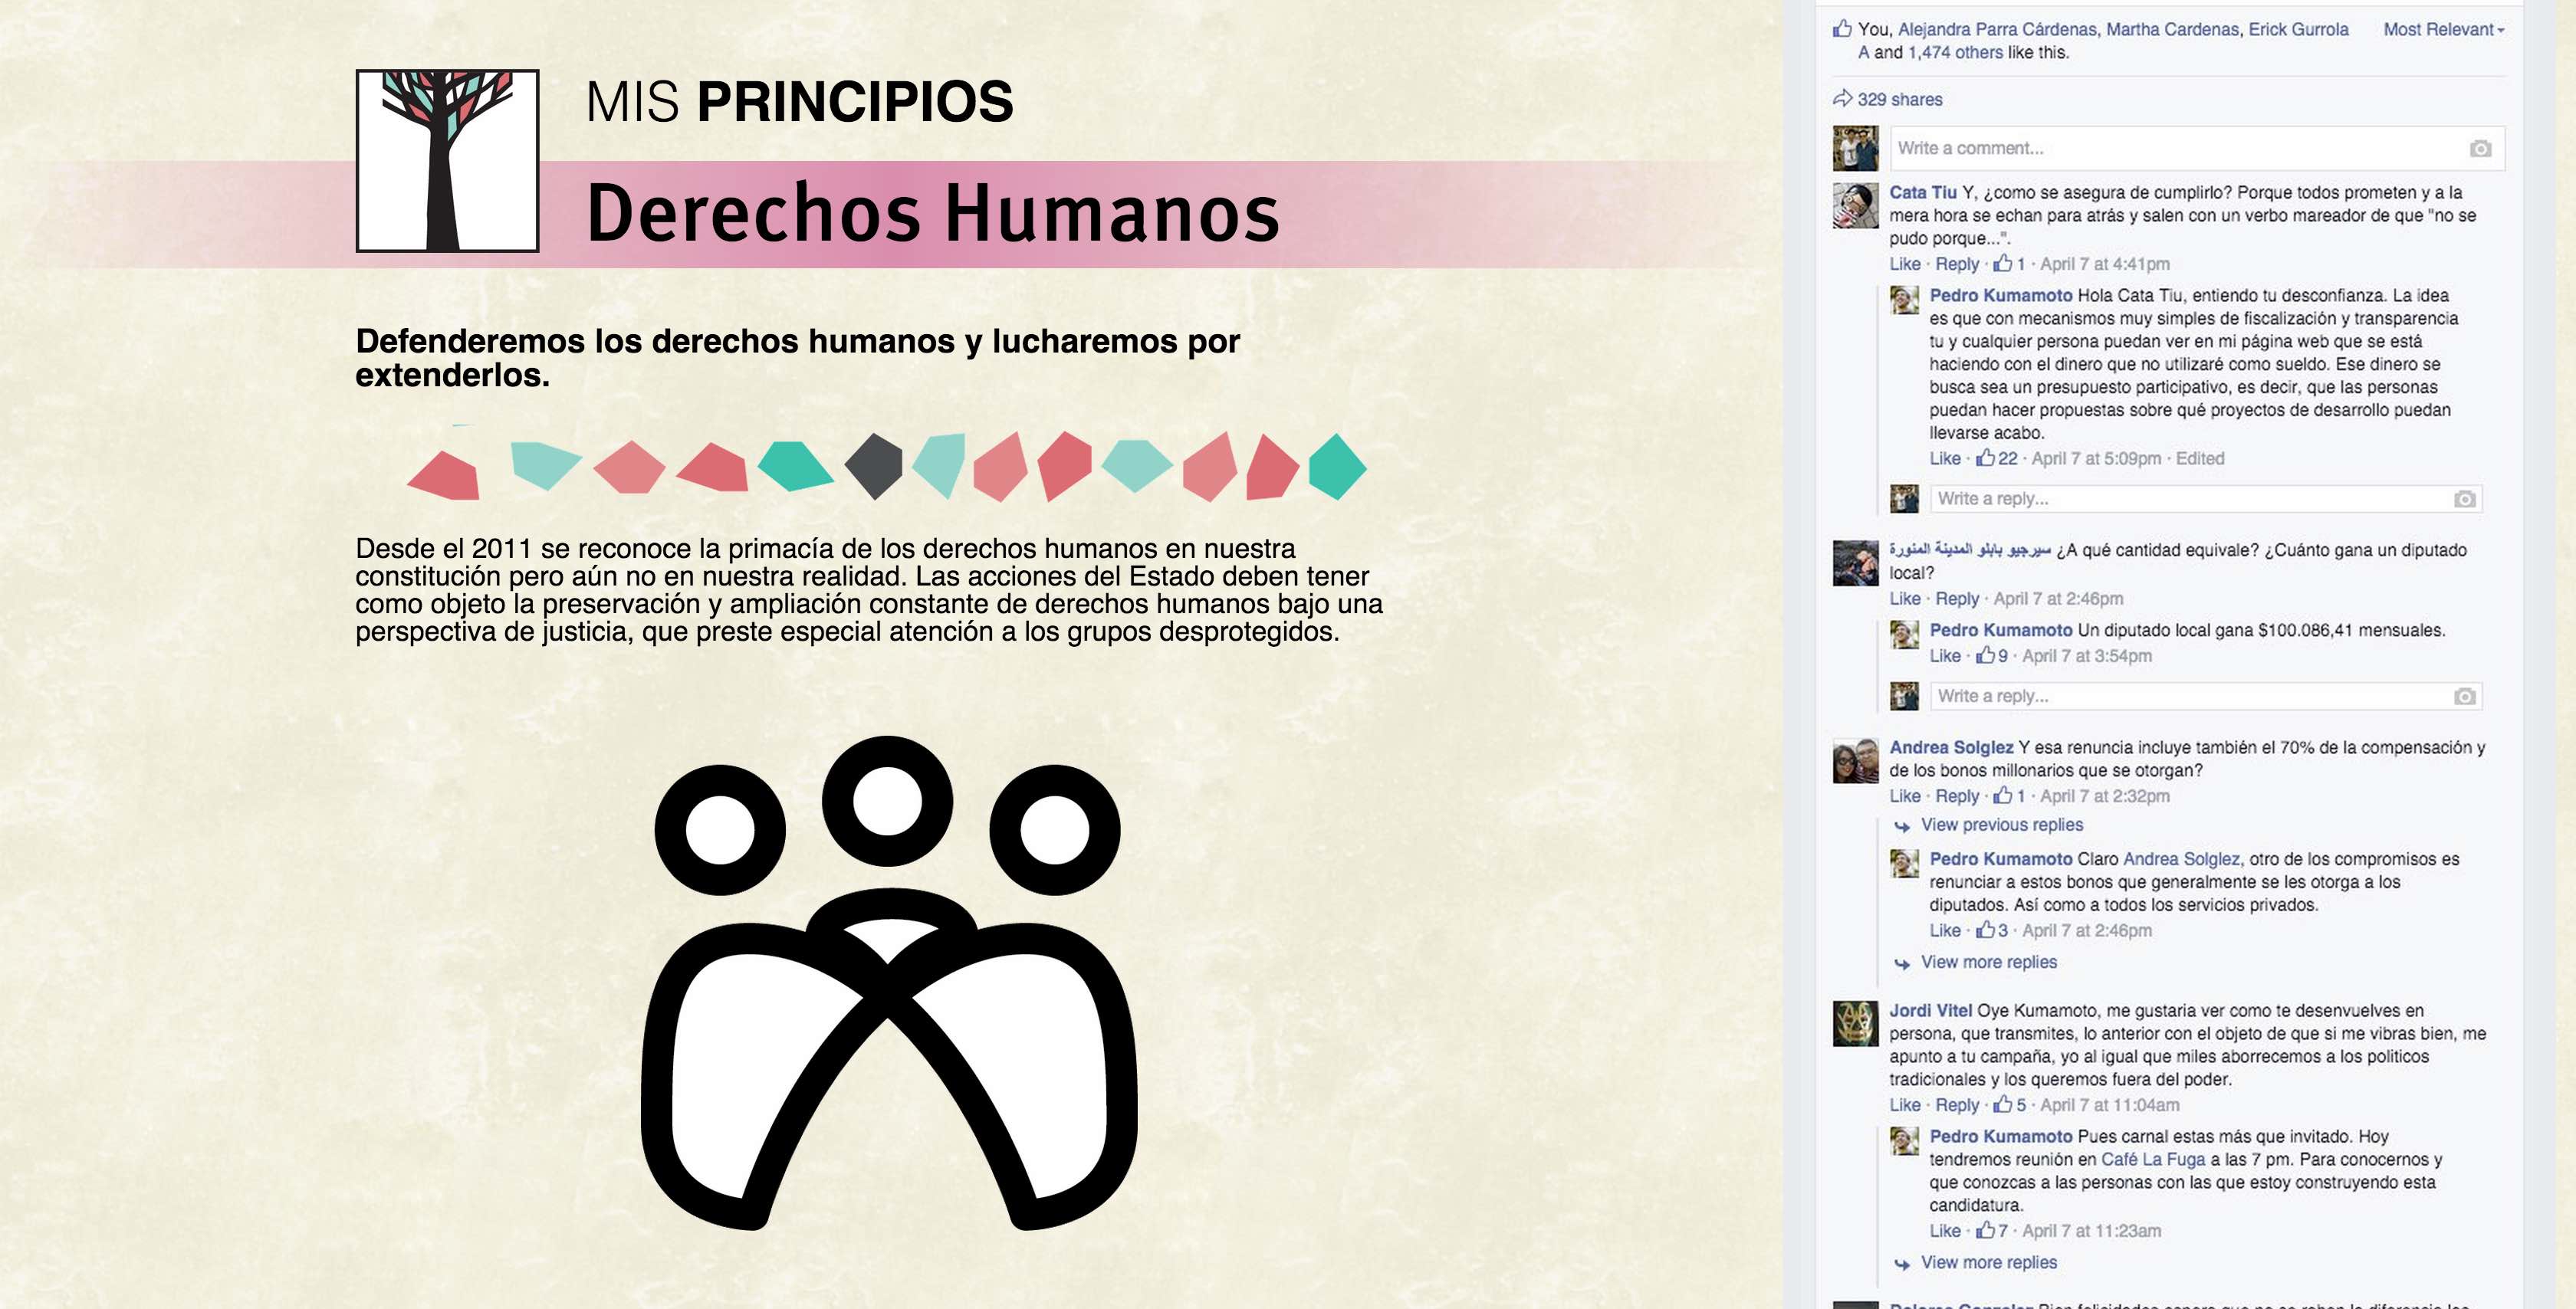 MIS PRINCIPIOS
Derechos Humanos
Defenderemos los derechos humanos y lucharemos por
extenderlos.
Desde el 2011 se reconoce la primacía de los derechos humanos en nuestra
constitución pero aún no en nuestra realidad. Las acciones del Estado deben tener
como objeto la preservación y ampliación constante de derechos humanos bajo una
perspectiva de justicia, que preste especial atención a los grupos desprotegidos.
You, Alejandra Parra Cárdenas, Martha Cardenas, Erick Gurrola
A and 1,474 others like this.
Most Relevant
329 shares
Write a comment...
Cata Tiu Y, ¿como se asegura de cumplirlo? Porque todos prometen y a la
mera hora se echan para atrás y salen con un verbo mareador de que "no se
pudo porque...".
Like · Reply · 1 · April 7 at 4:41pm
Pedro Kumamoto Hola Cata Tiu, entiendo tu desconfianza. La idea
es que con mecanismos muy simples de fiscalización y transparencia
tu y cualquier persona puedan ver en mi página web que se está
haciendo con el dinero que no utilizaré como sueldo. Ese dinero se
busca sea un presupuesto participativo, es decir, que las personas
puedan hacer propuestas sobre qué proyectos de desarrollo puedan
llevarse acabo.
Like · 22 · April 7 at 5:09pm · Edited
Write a reply...
سيرجيو بابلو المدينة المنورة ¿A qué cantidad equivale? ¿Cuánto gana un diputado
local?
Like · Reply · April 7 at 2:46pm
Pedro Kumamoto Un diputado local gana $100.086,41 mensuales.
Like · 9 · April 7 at 3:54pm
Write a reply...
Andrea Solglez Y esa renuncia incluye también el 70% de la compensación y
de los bonos millonarios que se otorgan?
Like · Reply · 1 · April 7 at 2:32pm
View previous replies
Pedro Kumamoto Claro Andrea Solglez, otro de los compromisos es
renunciar a estos bonos que generalmente se les otorga a los
diputados. Así como a todos los servicios privados.
Like · 3 · April 7 at 2:46pm
View more replies
Jordi Vitel Oye Kumamoto, me gustaria ver como te desenvuelves en
persona, que transmites, lo anterior con el objeto de que si me vibras bien, me
apunto a tu campaña, yo al igual que miles aborrecemos a los politicos
tradicionales y los queremos fuera del poder.
Like · Reply · 5 · April 7 at 11:04am
Pedro Kumamoto Pues carnal estas más que invitado. Hoy
tendremos reunión en Café La Fuga a las 7 pm. Para conocernos y
que conozcas a las personas con las que estoy construyendo esta
candidatura.
Like · 7 · April 7 at 11:23am
View more replies